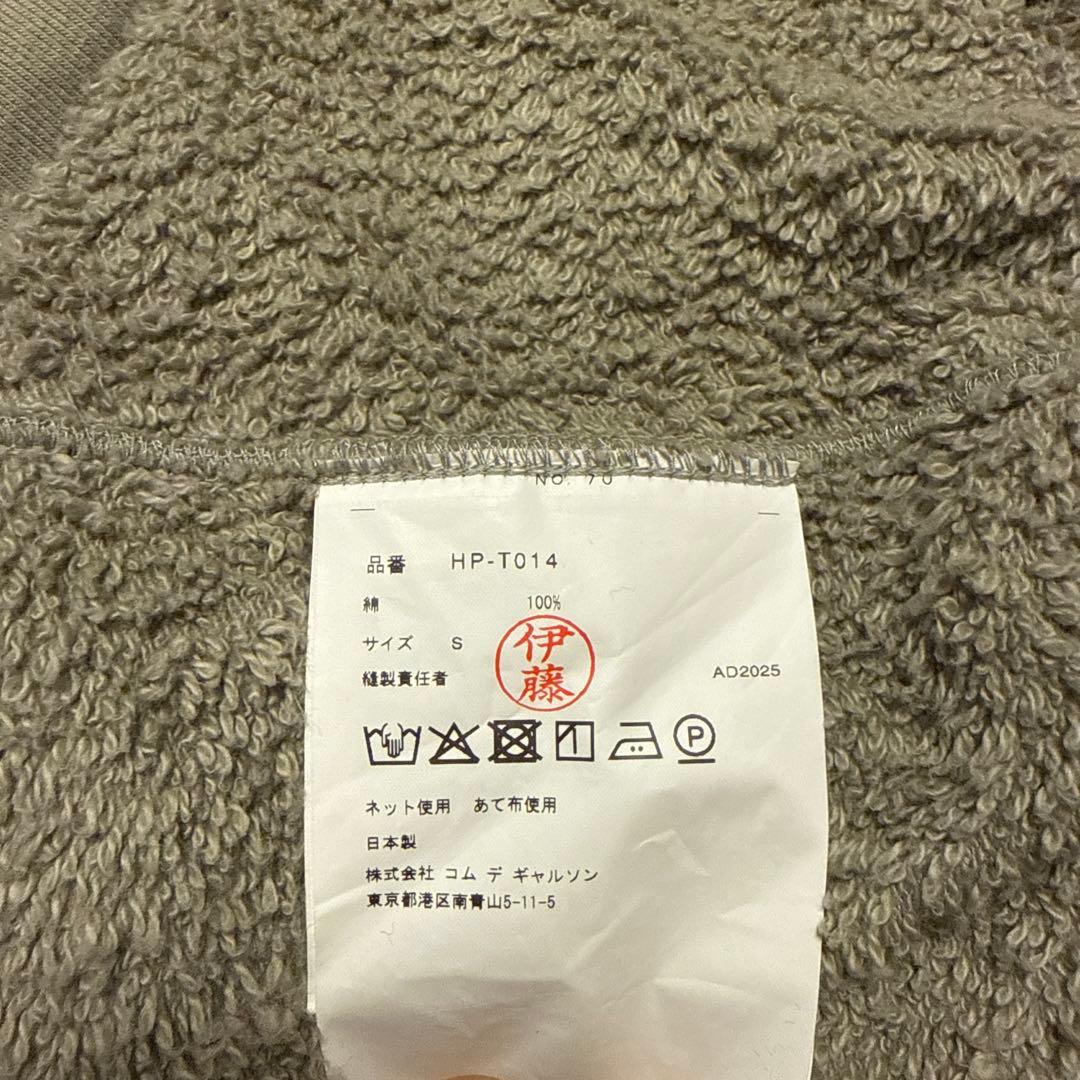 NO. 70
品番 HP-T014
綿 100%
サイズ S
伊藤
縫製責任者
AD2025
P
ネット使用 あて布使用
日本製
株式会社 コム デ ギャルソン
東京都港区南青山5-11-5